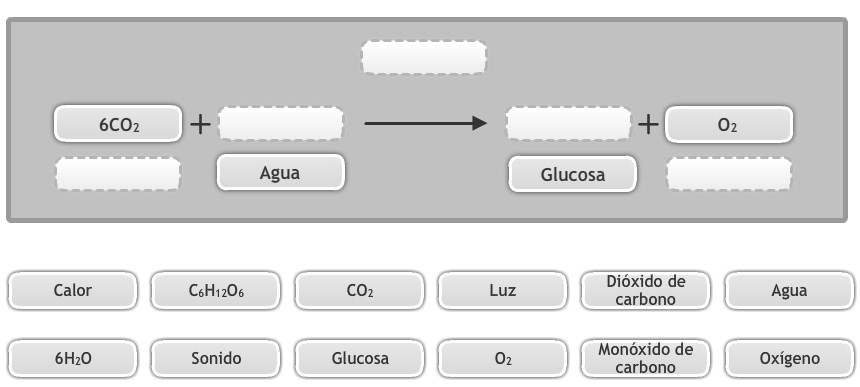 6CO₂ + → + O₂
Agua Glucosa
Calor C₆H₁₂O₆ CO₂ Luz Dióxido de carbono Agua
6H₂O Sonido Glucosa O₂ Monóxido de carbono Oxígeno